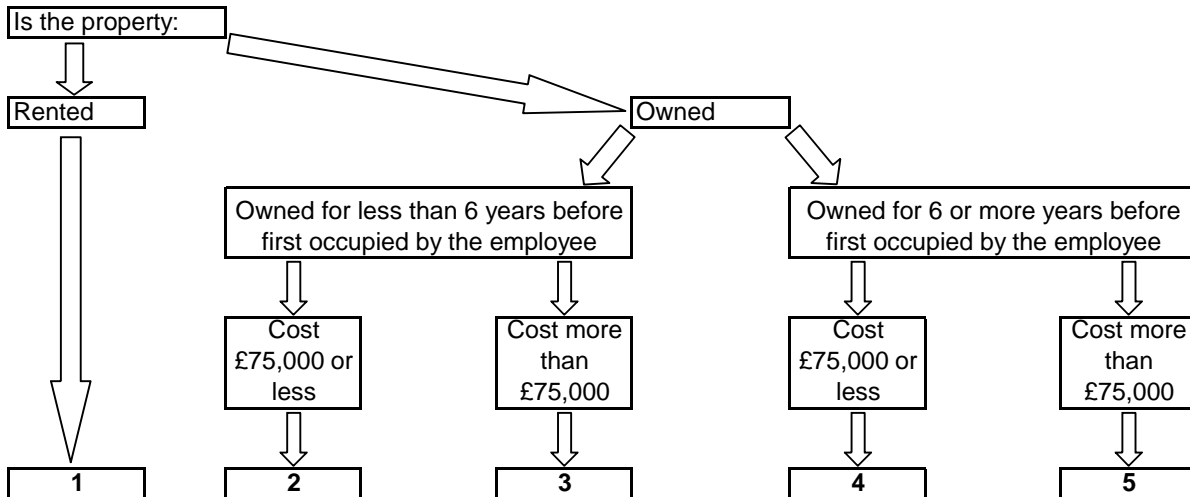 Is the property:
Rented
Owned
Owned for less than 6 years before
first occupied by the employee
Owned for 6 or more years before
first occupied by the employee
Cost
£75,000 or
less
Cost more
than
£75,000
Cost
£75,000 or
less
Cost more
than
£75,000
1
2
3
4
5